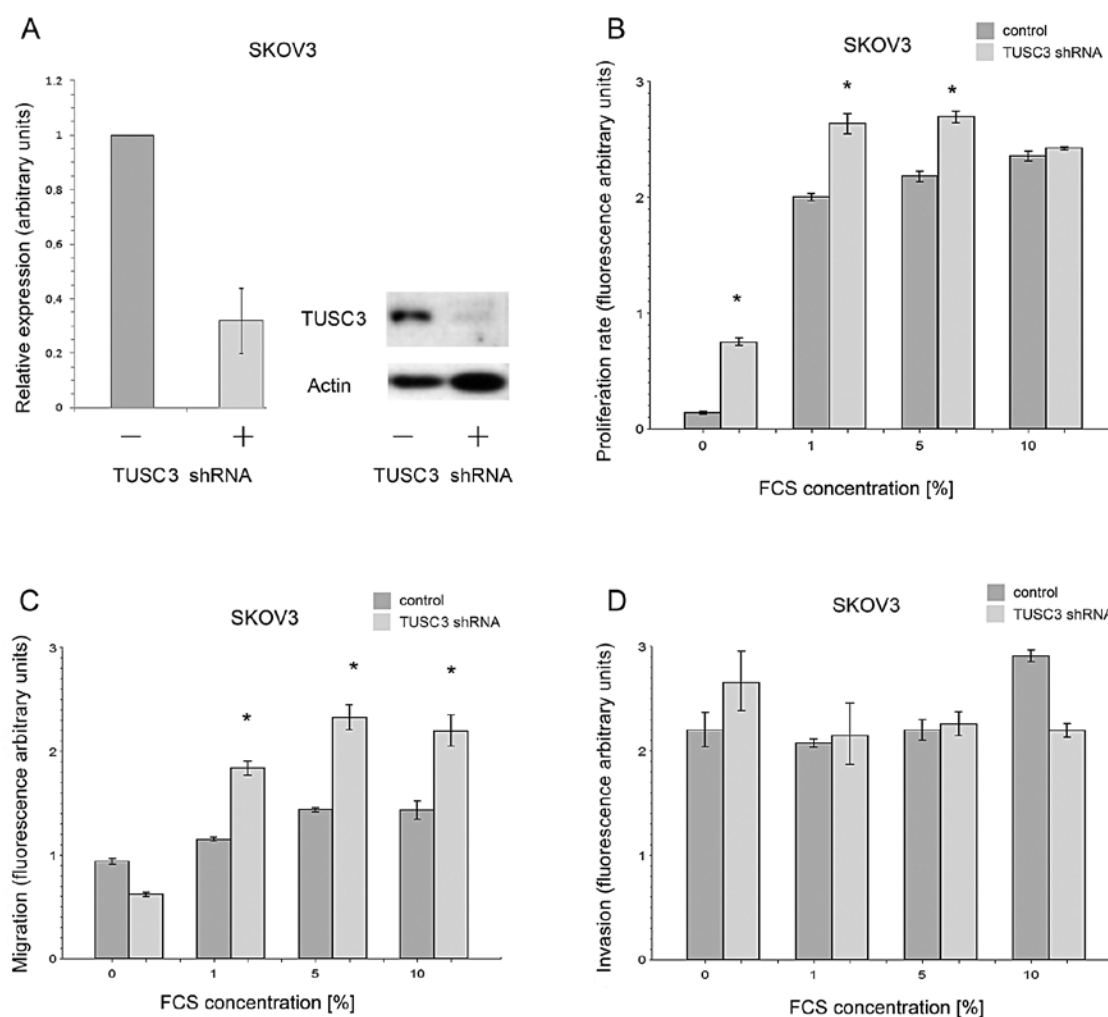 A
SKOV3
Relative expression (arbitrary units)
1.2
1
0.8
0.6
0.4
0.2
0
− +
TUSC3 shRNA
TUSC3
Actin
− +
TUSC3 shRNA
B
SKOV3
control
TUSC3 shRNA
Proliferation rate (fluorescence arbitrary units)
3
2
1
0
* * *
0 1 5 10
FCS concentration [%]
C
SKOV3
control
TUSC3 shRNA
Migration (fluorescence arbitrary units)
3
2
1
0
* * *
0 1 5 10
FCS concentration [%]
D
SKOV3
control
TUSC3 shRNA
Invasion (fluorescence arbitrary units)
3
2
1
0
0 1 5 10
FCS concentration [%]